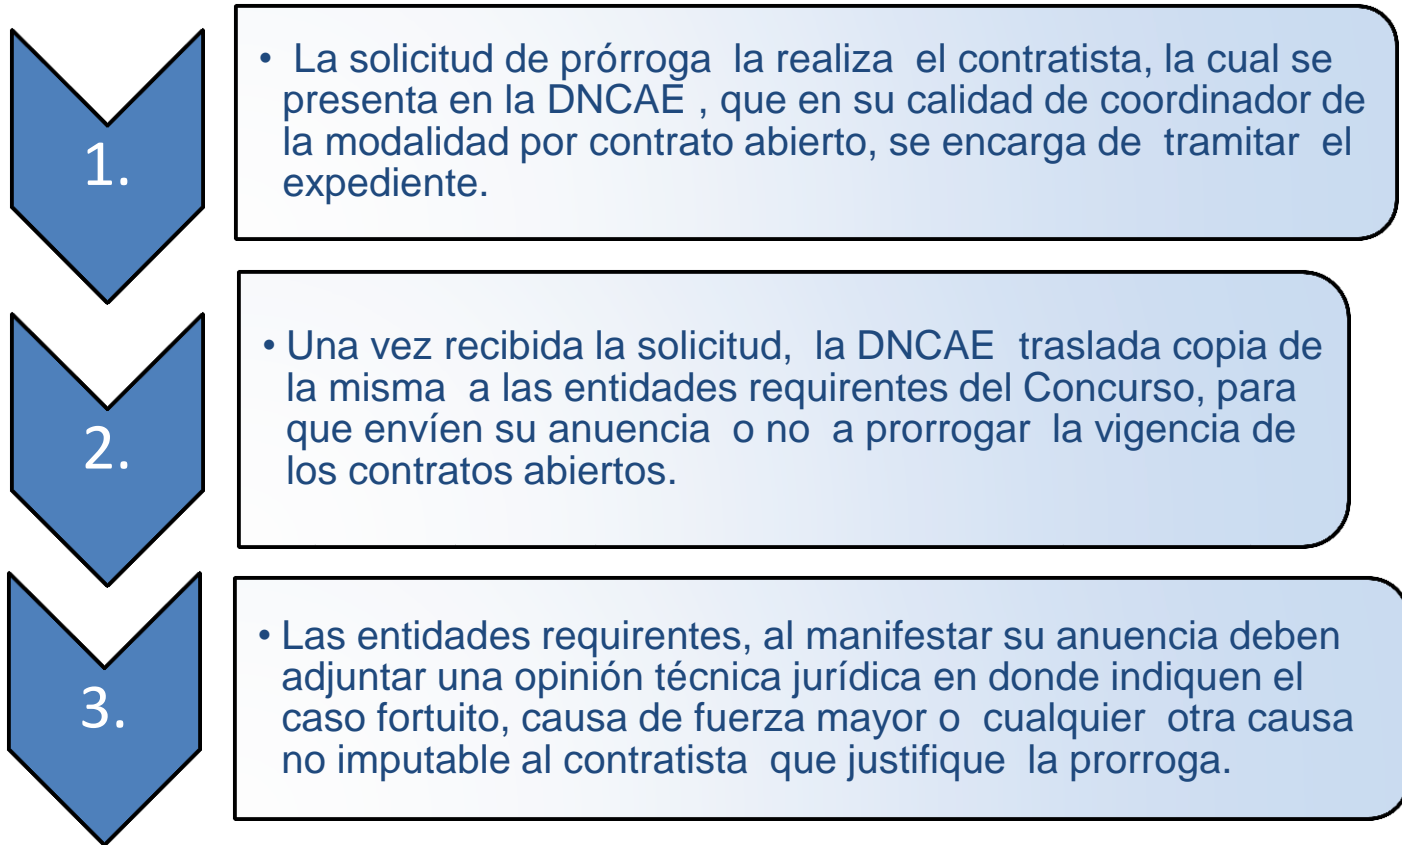 1.
• La solicitud de prórroga la realiza el contratista, la cual se
presenta en la DNCAE , que en su calidad de coordinador de
la modalidad por contrato abierto, se encarga de tramitar el
expediente.
2.
• Una vez recibida la solicitud, la DNCAE traslada copia de
la misma a las entidades requirentes del Concurso, para
que envíen su anuencia o no a prorrogar la vigencia de
los contratos abiertos.
3.
• Las entidades requirentes, al manifestar su anuencia deben
adjuntar una opinión técnica jurídica en donde indiquen el
caso fortuito, causa de fuerza mayor o cualquier otra causa
no imputable al contratista que justifique la prorroga.